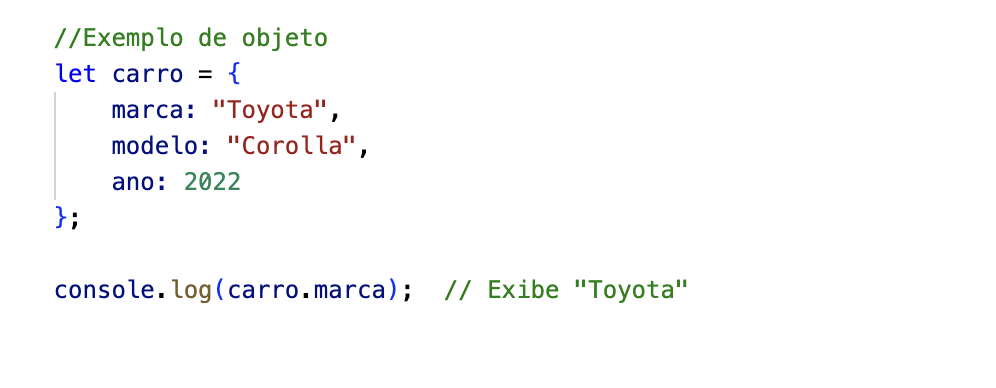 //Exemplo de objeto
let carro = {
    marca: "Toyota",
    modelo: "Corolla",
    ano: 2022
};
console.log(carro.marca);  // Exibe "Toyota"